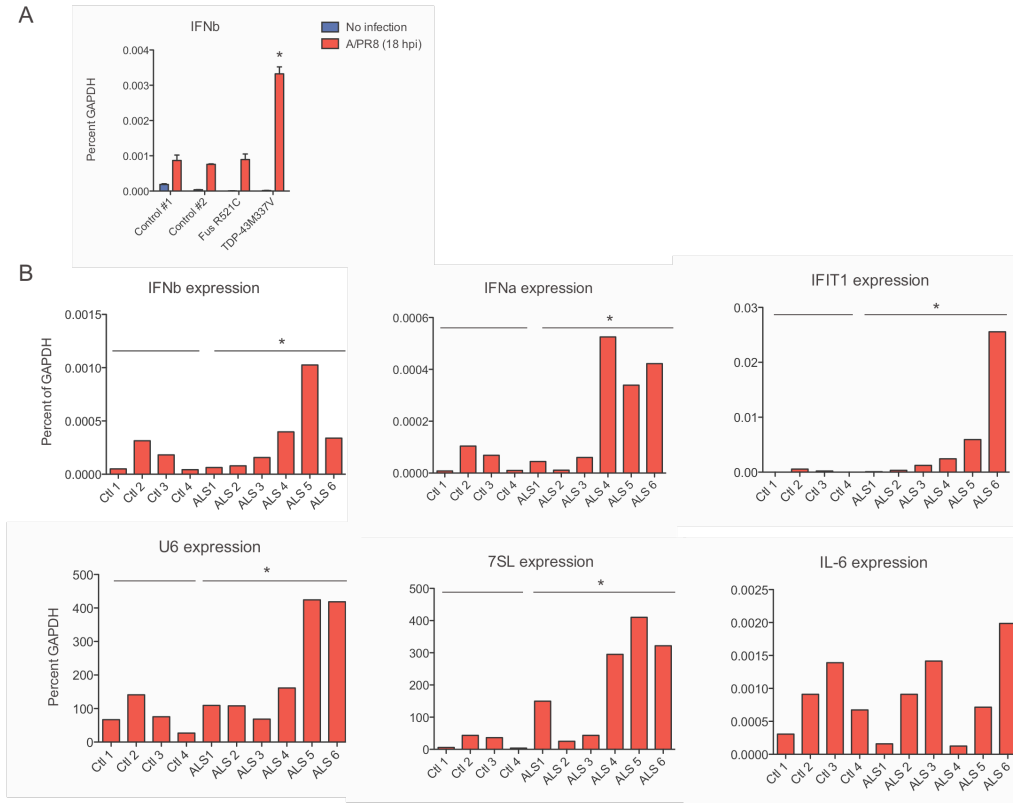 A
IFNb
No infection
A/PR8 (18 hpi)
Percent GAPDH
0.004
0.003
0.002
0.001
0.000
*
Control #1
Control #2
Fus R521C
TDP-43M337V
B
IFNb expression
Percent of GAPDH
0.0015
0.0010
0.0005
0.0000
*
Ctl 1
Ctl 2
Ctl 3
Ctl 4
ALS1
ALS 2
ALS 3
ALS 4
ALS 5
ALS 6
IFNa expression
0.0006
0.0004
0.0002
0.0000
*
Ctl 1
Ctl 2
Ctl 3
Ctl 4
ALS1
ALS 2
ALS 3
ALS 4
ALS 5
ALS 6
IFIT1 expression
0.03
0.02
0.01
0.00
*
Ctl 1
Ctl 2
Ctl 3
Ctl 4
ALS1
ALS 2
ALS 3
ALS 4
ALS 5
ALS 6
U6 expression
Percent GAPDH
500
400
300
200
100
0
*
Ctl 1
Ctl 2
Ctl 3
Ctl 4
ALS1
ALS 2
ALS 3
ALS 4
ALS 5
ALS 6
7SL expression
500
400
300
200
100
0
*
Ctl 1
Ctl 2
Ctl 3
Ctl 4
ALS1
ALS 2
ALS 3
ALS 4
ALS 5
ALS 6
IL-6 expression
0.0025
0.0020
0.0015
0.0010
0.0005
0.0000
Ctl 1
Ctl 2
Ctl 3
Ctl 4
ALS1
ALS 2
ALS 3
ALS 4
ALS 5
ALS 6